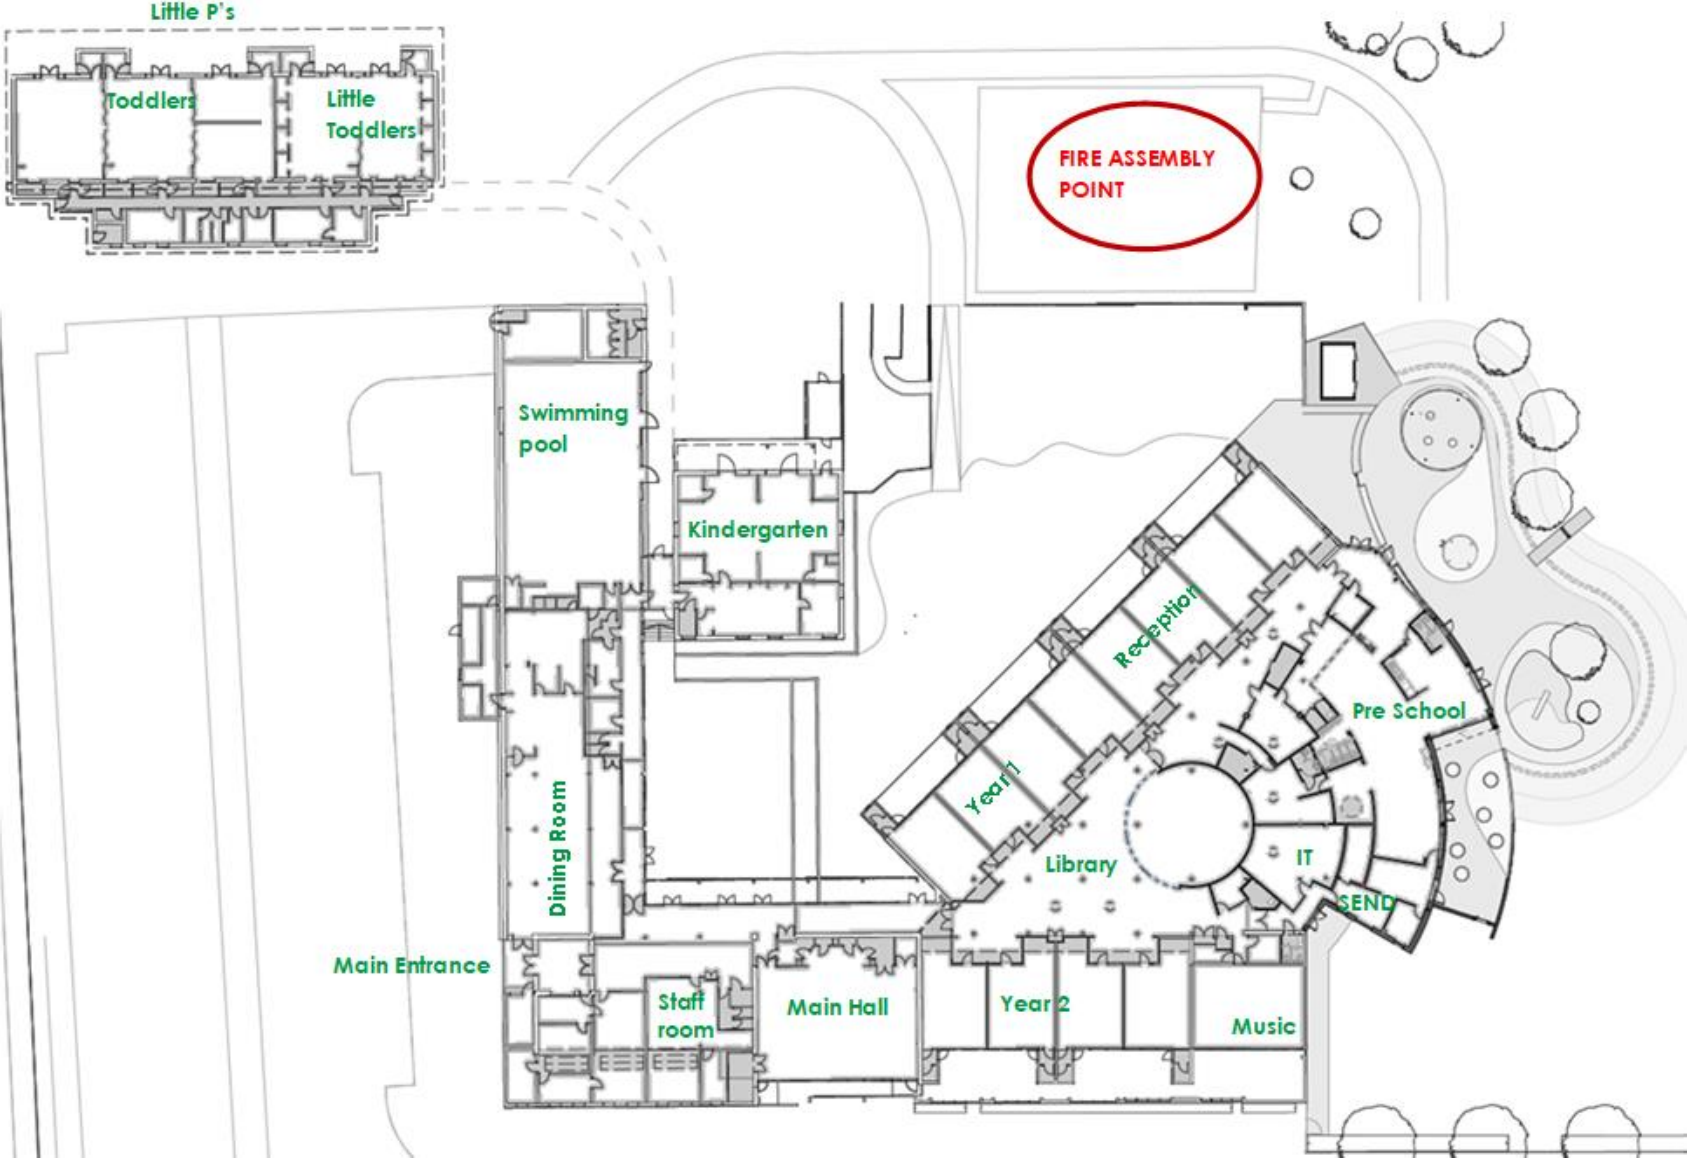 Little P's
Toddlers
Little
Toddlers
FIRE ASSEMBLY
POINT
Swimming
pool
Kindergarten
Reception
Pre School
Year 1
Dining Room
Library
IT
SEND
Main Entrance
Staff
room
Main Hall
Year 2
Music